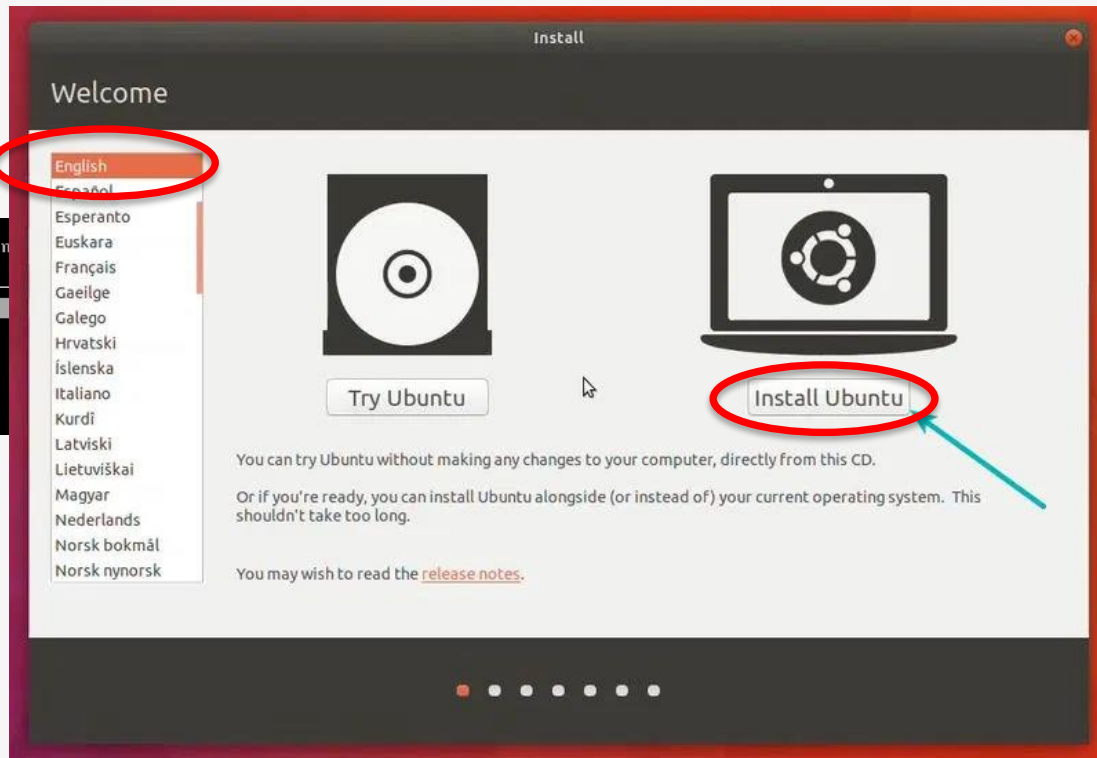 Install
Welcome
English
Español
Esperanto
Euskara
Français
Gaeilge
Galego
Hrvatski
Íslenska
Italiano
Kurdî
Latviski
Lietuviškai
Magyar
Nederlands
Norsk bokmål
Norsk nynorsk
Try Ubuntu
Install Ubuntu
You can try Ubuntu without making any changes to your computer, directly from this CD.
Or if you're ready, you can install Ubuntu alongside (or instead of) your current operating system. This
shouldn't take too long.
You may wish to read the release notes.